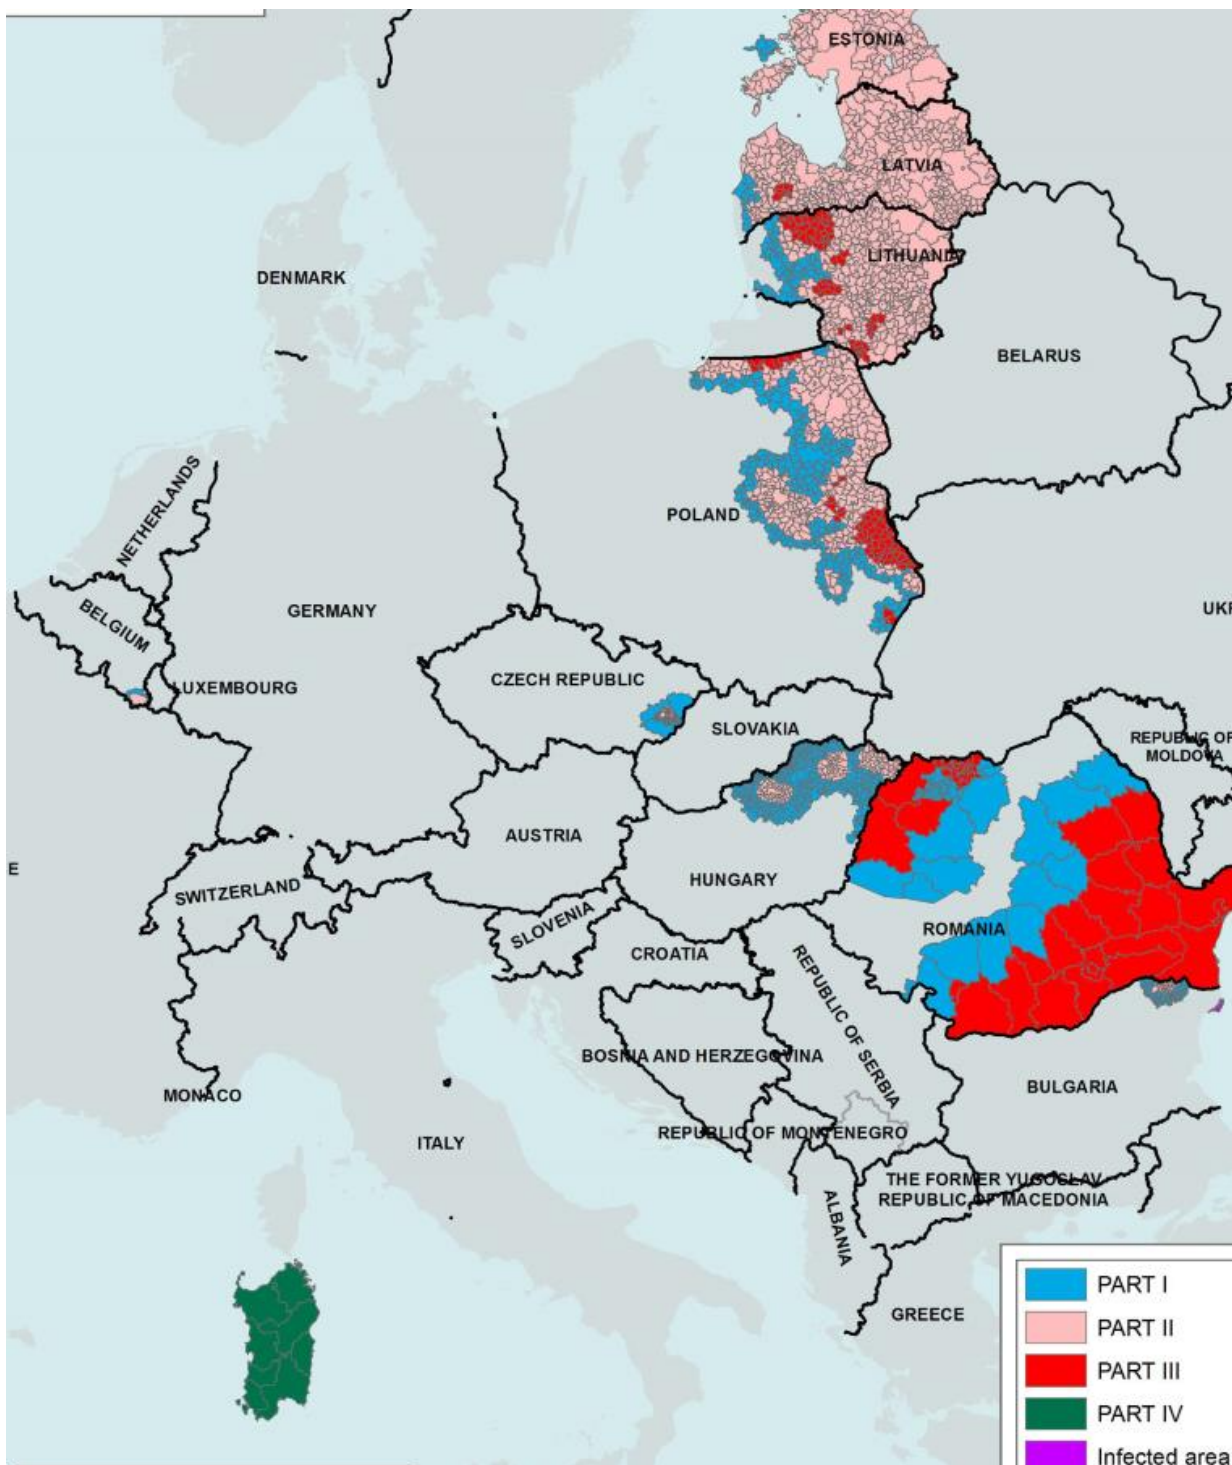 ESTONIA
LATVIA
LITHUANIA
DENMARK
BELARUS
NETHERLANDS
POLAND
BELGIUM
GERMANY
UKR
LUXEMBOURG
CZECH REPUBLIC
SLOVAKIA
REPUBLIC OF
MOLDOVA
AUSTRIA
E
HUNGARY
SWITZERLAND
SLOVENIA
ROMANIA
CROATIA
REPUBLIC OF SERBIA
BOSNIA AND HERZEGOVINA
BULGARIA
MONACO
ITALY
REPUBLIC OF MONTENEGRO
THE FORMER YUGOSLAV
REPUBLIC OF MACEDONIA
ALBANIA
GREECE
PART I
PART II
PART III
PART IV
Infected area